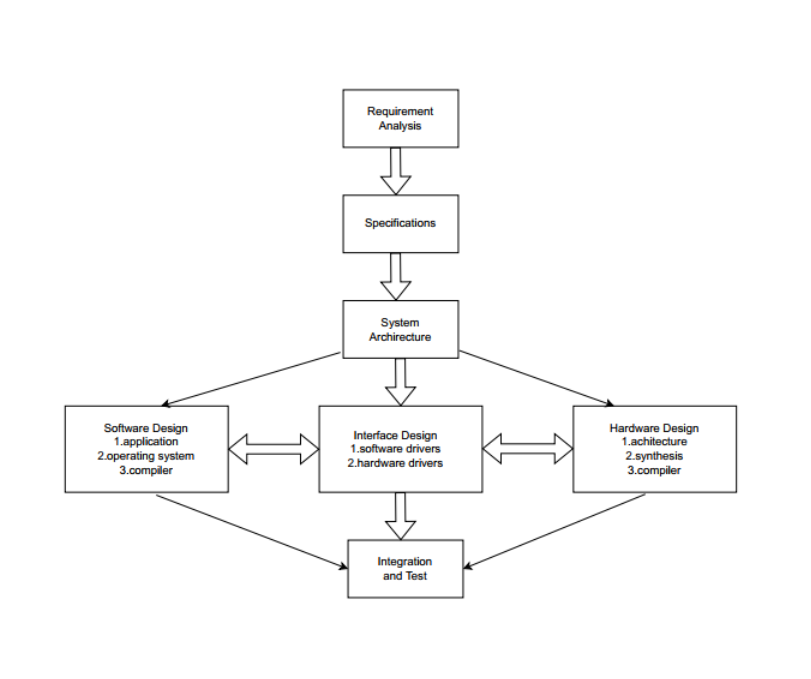 Requirement
Analysis
Specifications
System
Archirecture
Software Design
1.application
2.operating system
3.compiler
Interface Design
1.software drivers
2.hardware drivers
Hardware Design
1.achitecture
2.synthesis
3.compiler
Integration
and Test